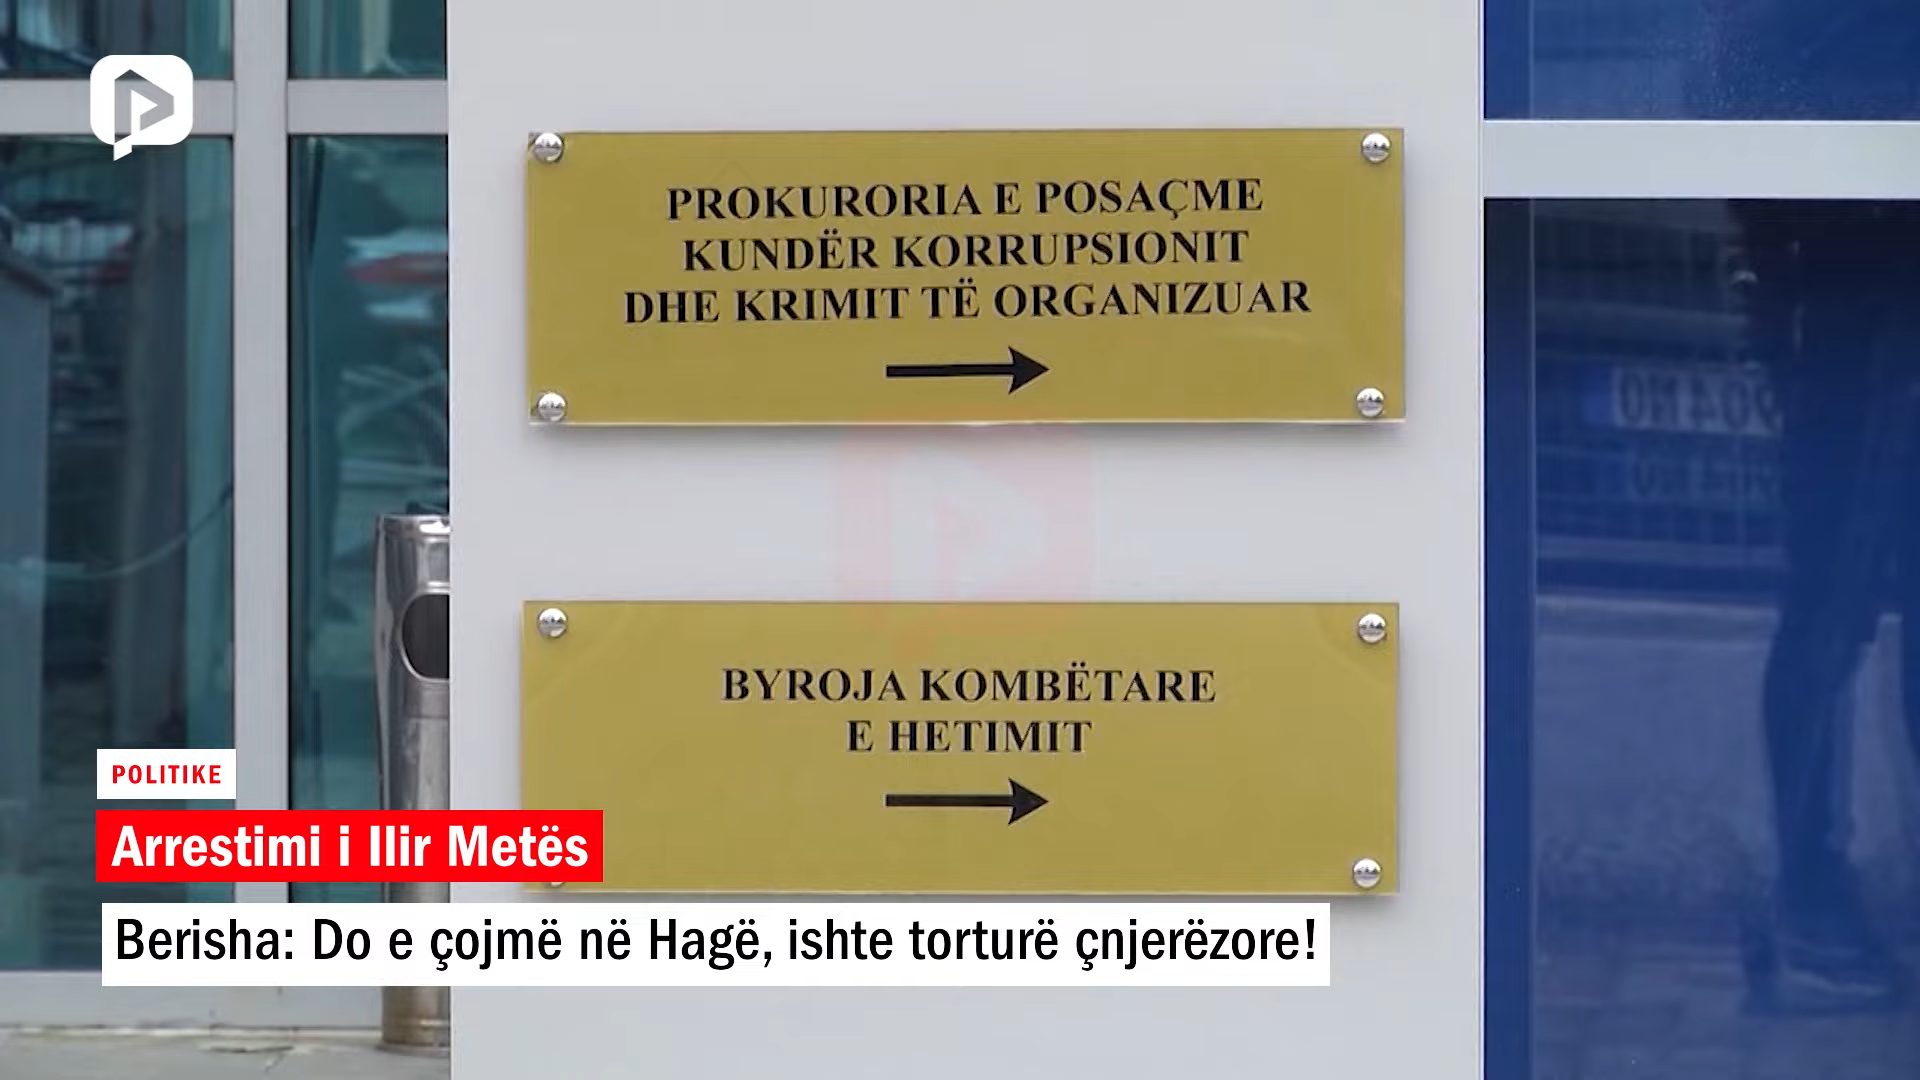 PROKURORIA E POSAÇME
KUNDËR KORRUPSIONIT
DHE KRIMIT TË ORGANIZUAR
BYROJA KOMBËTARE
E HETIMIT
POLITIKE
Arrestimi i Ilir Metës
Berisha: Do e çojmë në Hagë, ishte torturë çnjerëzore!